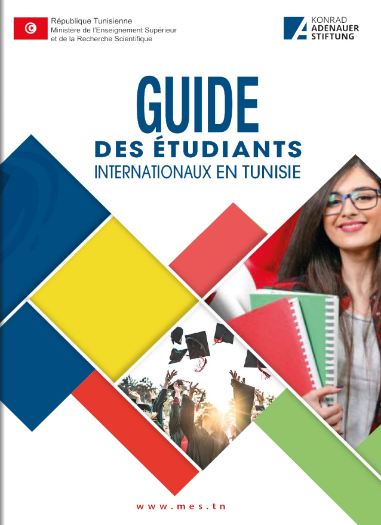 République Tunisienne
Ministere de l'Enseignement Supérieur
et de la Recherche Scientifique
KONRAD
ADENAUER
STIFTUNG
GUIDE
DES ÉTUDIANTS
INTERNATIONAUX EN TUNISIE
www.mes.tn